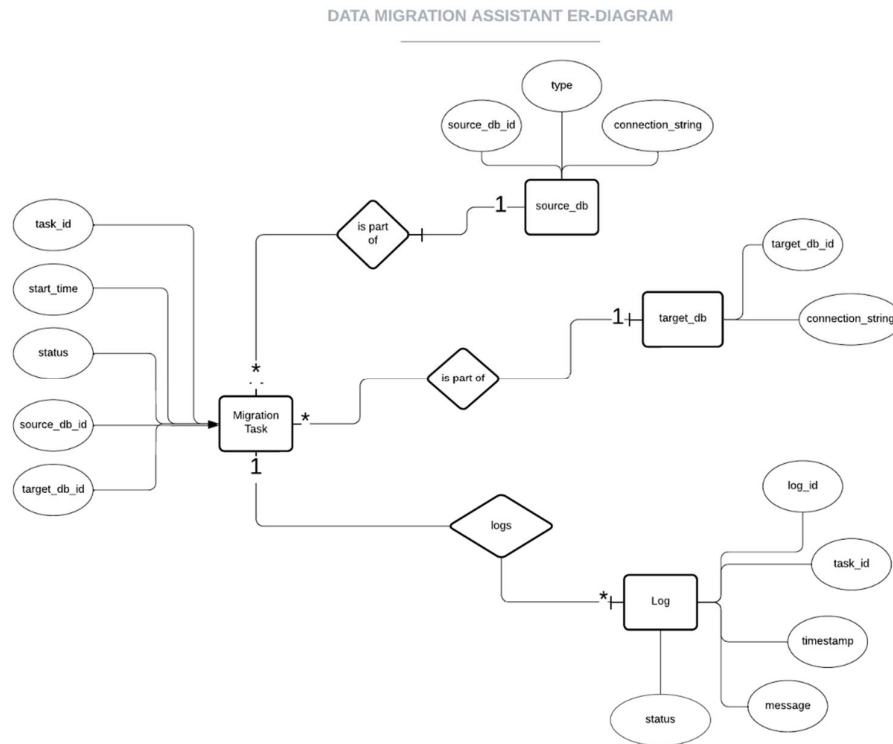 DATA MIGRATION ASSISTANT ER-DIAGRAM
type
source_db_id
connection_string
source_db
1
is part
of
task_id
start_time
status
source_db_id
target_db_id
*
Migration
Task
*
is part of
1
target_db
target_db_id
connection_string
1
logs
*
Log
log_id
task_id
timestamp
message
status